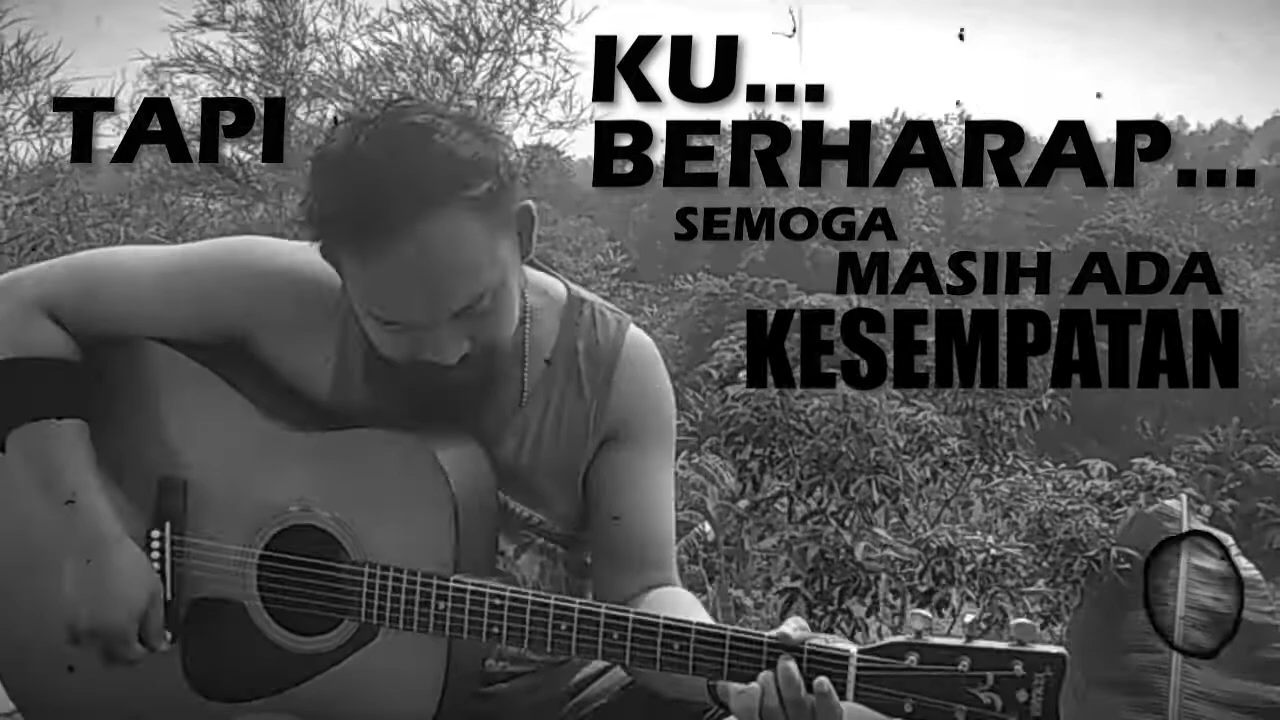 TAPI
KU...
BERHARAP...
SEMOGA
MASIH ADA
KESEMPATAN